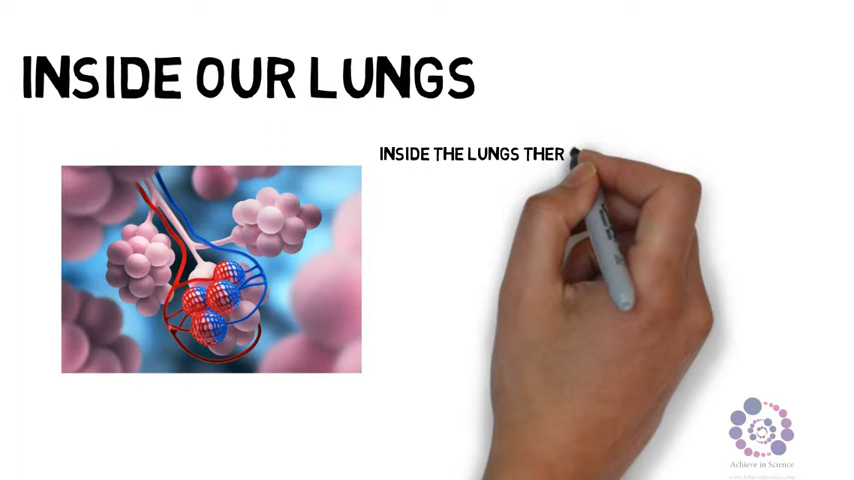 INSIDE OUR LUNGS
INSIDE THE LUNGS THER
Achieve in Science